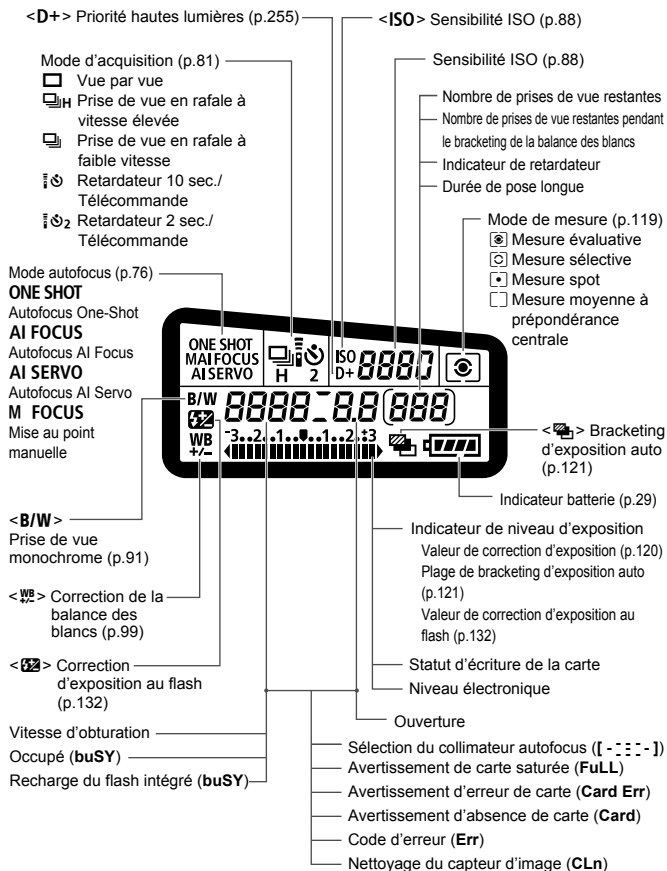 <D+> Priorité hautes lumières (p.255)
<ISO> Sensibilité ISO (p.88)
Mode d'acquisition (p.81)
Vue par vue
H Prise de vue en rafale à
vitesse élevée
Prise de vue en rafale à
faible vitesse
Retardateur 10 sec./
Télécommande
2 Retardateur 2 sec./
Télécommande
Sensibilité ISO (p.88)
Nombre de prises de vue restantes
Nombre de prises de vue restantes pendant
le bracketing de la balance des blancs
Indicateur de retardateur
Durée de pose longue
Mode de mesure (p.119)
Mesure évaluative
Mesure sélective
Mesure spot
Mesure moyenne à
prépondérance
centrale
Mode autofocus (p.76)
ONE SHOT
Autofocus One-Shot
AI FOCUS
Autofocus AI Focus
AI SERVO
Autofocus AI Servo
M FOCUS
Mise au point
manuelle
ONE SHOT
MAI FOCUS
AI SERVO
H 2
ISO
D+ 8888
B/W 8888 8.8 (888)
WB
+/-
-3..2..1..0..1..2..+3
<B/W>
Prise de vue
monochrome (p.91)
<WB +/-> Correction de la
balance des
blancs (p.99)
< > Correction
d'exposition au flash
(p.132)
Vitesse d'obturation
Occupé (buSY)
Recharge du flash intégré (buSY)
< > Bracketing
d'exposition auto
(p.121)
Indicateur batterie (p.29)
Indicateur de niveau d'exposition
Valeur de correction d'exposition (p.120)
Plage de bracketing d'exposition auto
(p.121)
Valeur de correction d'exposition au
flash (p.132)
Statut d'écriture de la carte
Niveau électronique
Ouverture
Sélection du collimateur autofocus ([ - - ])
Avertissement de carte saturée (FuLL)
Avertissement d'erreur de carte (Card Err)
Avertissement d'absence de carte (Card)
Code d'erreur (Err)
Nettoyage du capteur d'image (CLn)